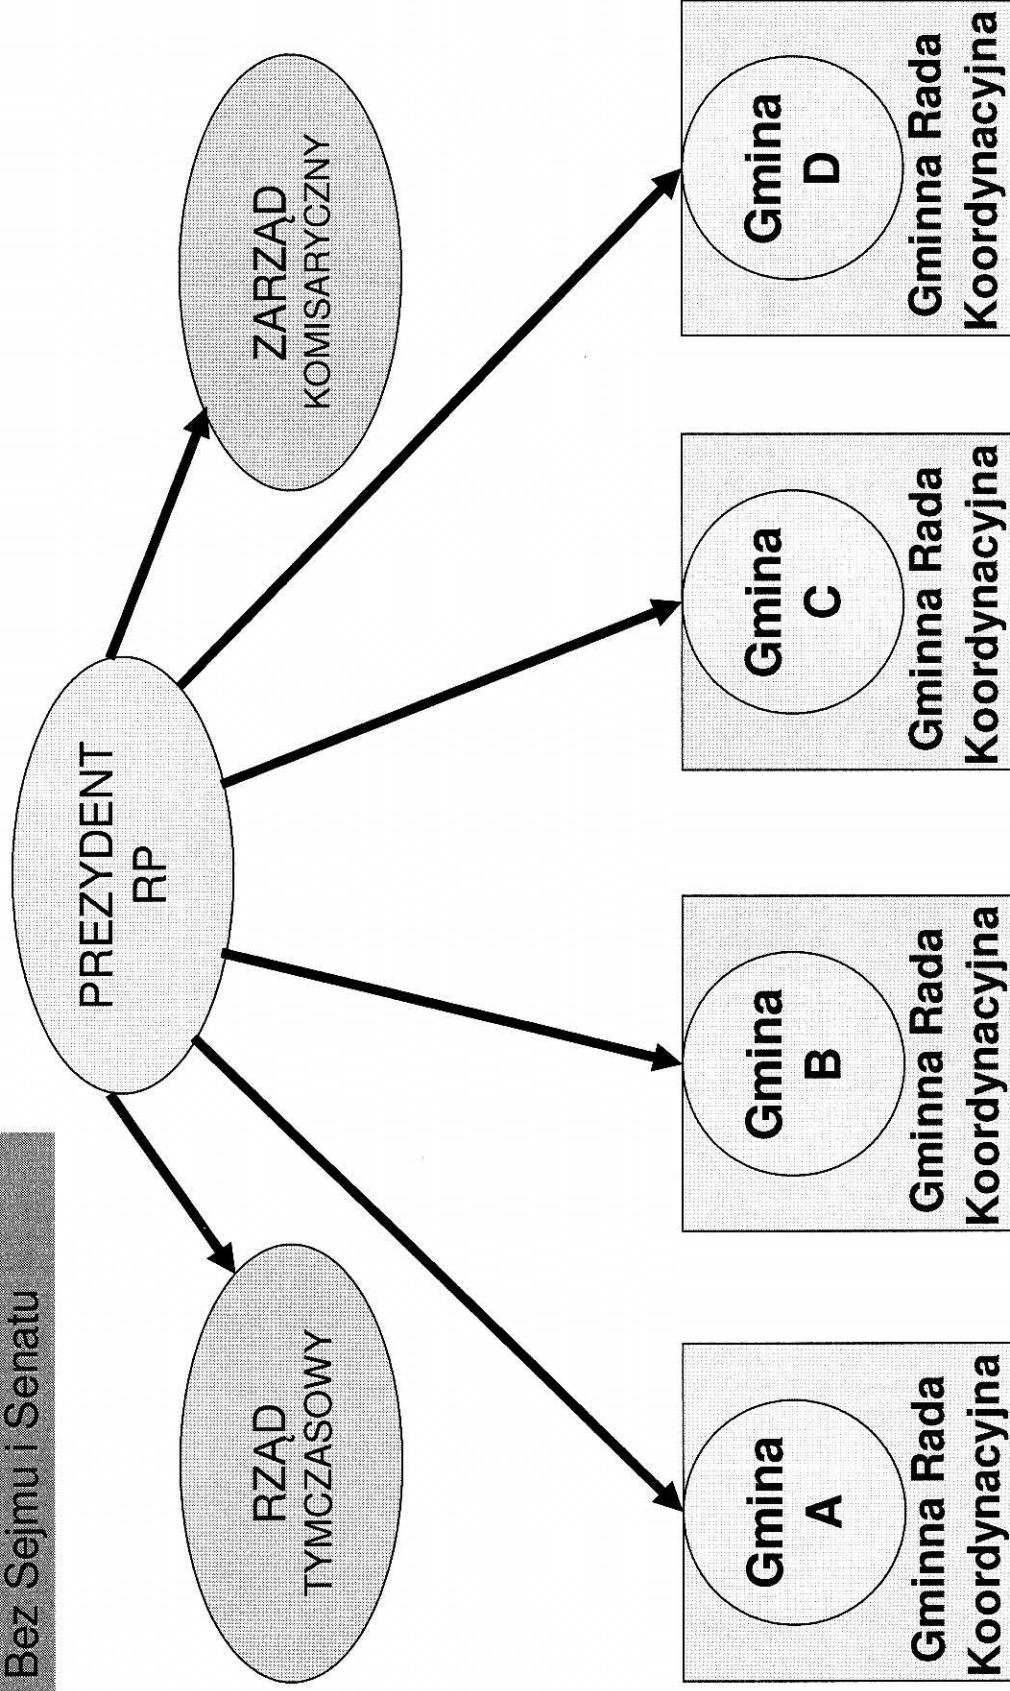 Bez Sejmu i Senatu
PREZYDENT
RP
RZĄD
TYMCZASOWY
ZARZĄD
KOMISARYCZNY
Gmina
A
Gminna Rada
Koordynacyjna
Gmina
B
Gminna Rada
Koordynacyjna
Gmina
C
Gminna Rada
Koordynacyjna
Gmina
D
Gminna Rada
Koordynacyjna